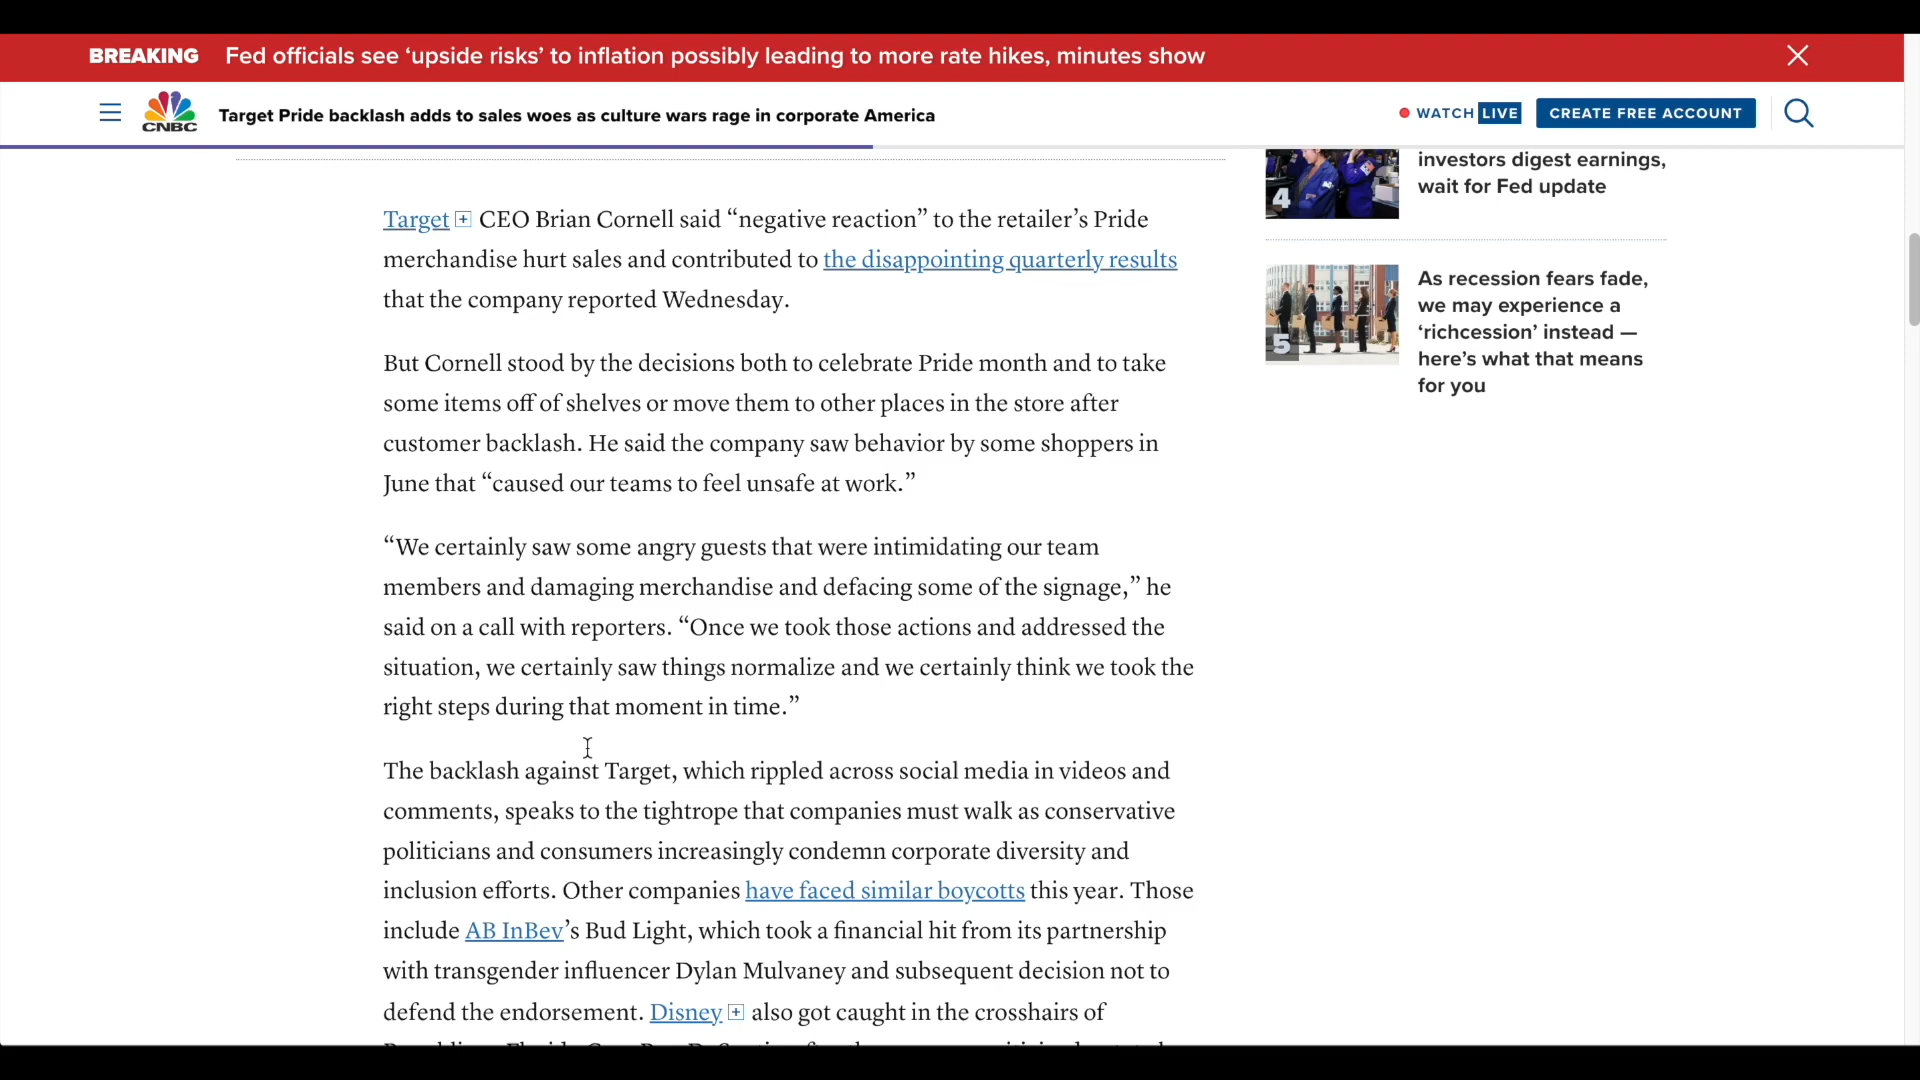 BREAKING Fed officials see ‘upside risks’ to inflation possibly leading to more rate hikes, minutes show
CNBC
Target Pride backlash adds to sales woes as culture wars rage in corporate America
WATCH LIVE
CREATE FREE ACCOUNT
Target + CEO Brian Cornell said “negative reaction” to the retailer’s Pride
merchandise hurt sales and contributed to the disappointing quarterly results
that the company reported Wednesday.
But Cornell stood by the decisions both to celebrate Pride month and to take
some items off of shelves or move them to other places in the store after
customer backlash. He said the company saw behavior by some shoppers in
June that “caused our teams to feel unsafe at work.”
“We certainly saw some angry guests that were intimidating our team
members and damaging merchandise and defacing some of the signage,” he
said on a call with reporters. “Once we took those actions and addressed the
situation, we certainly saw things normalize and we certainly think we took the
right steps during that moment in time.”
The backlash against Target, which rippled across social media in videos and
comments, speaks to the tightrope that companies must walk as conservative
politicians and consumers increasingly condemn corporate diversity and
inclusion efforts. Other companies have faced similar boycotts this year. Those
include AB InBev’s Bud Light, which took a financial hit from its partnership
with transgender influencer Dylan Mulvaney and subsequent decision not to
defend the endorsement. Disney + also got caught in the crosshairs of
4
investors digest earnings,
wait for Fed update
5
As recession fears fade,
we may experience a
‘richcession’ instead —
here’s what that means
for you